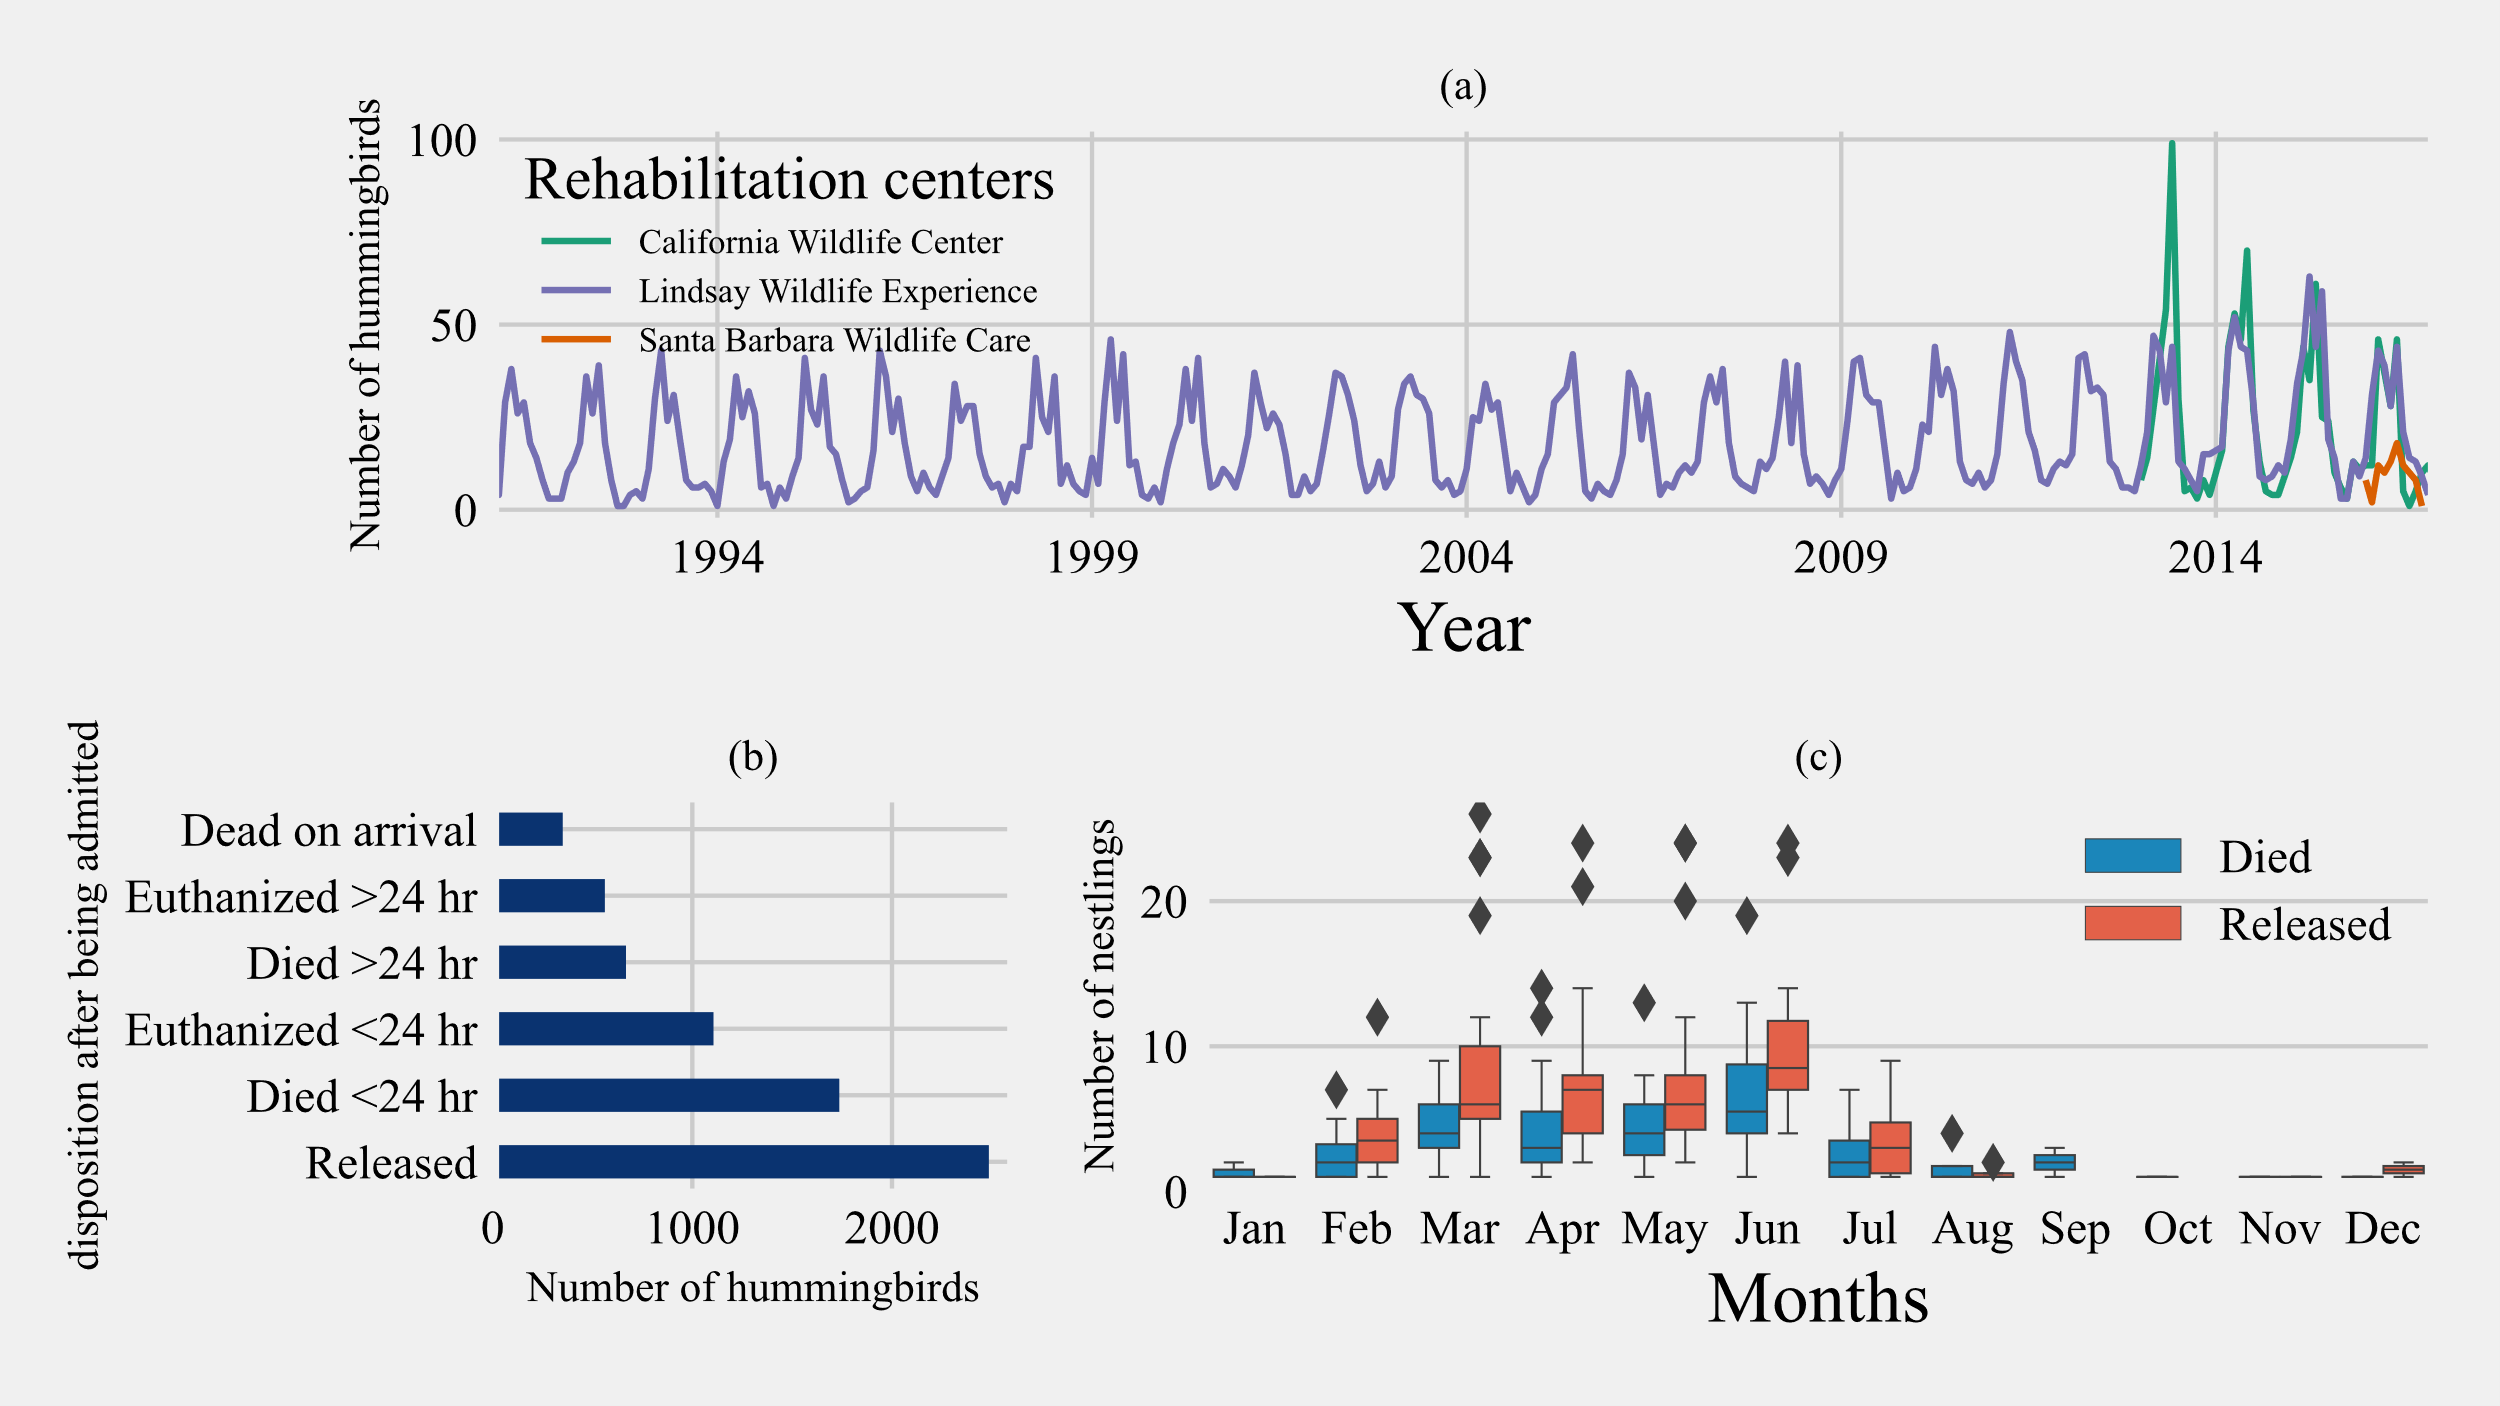 (a)
Number of hummingbirds
100
50
0
Rehabilitation centers
California Wildlife Center
Lindsay Wildlife Experience
Santa Barbara Wildlife Care
1994 1999 2004 2009 2014
Year
(b)
disposition after being admitted
Dead on arrival
Euthanized >24 hr
Died >24 hr
Euthanized <24 hr
Died <24 hr
Released
0 1000 2000
Number of hummingbirds
(c)
Number of nestlings
20
10
0
Died
Released
Jan Feb Mar Apr May Jun Jul Aug Sep Oct Nov Dec
Months